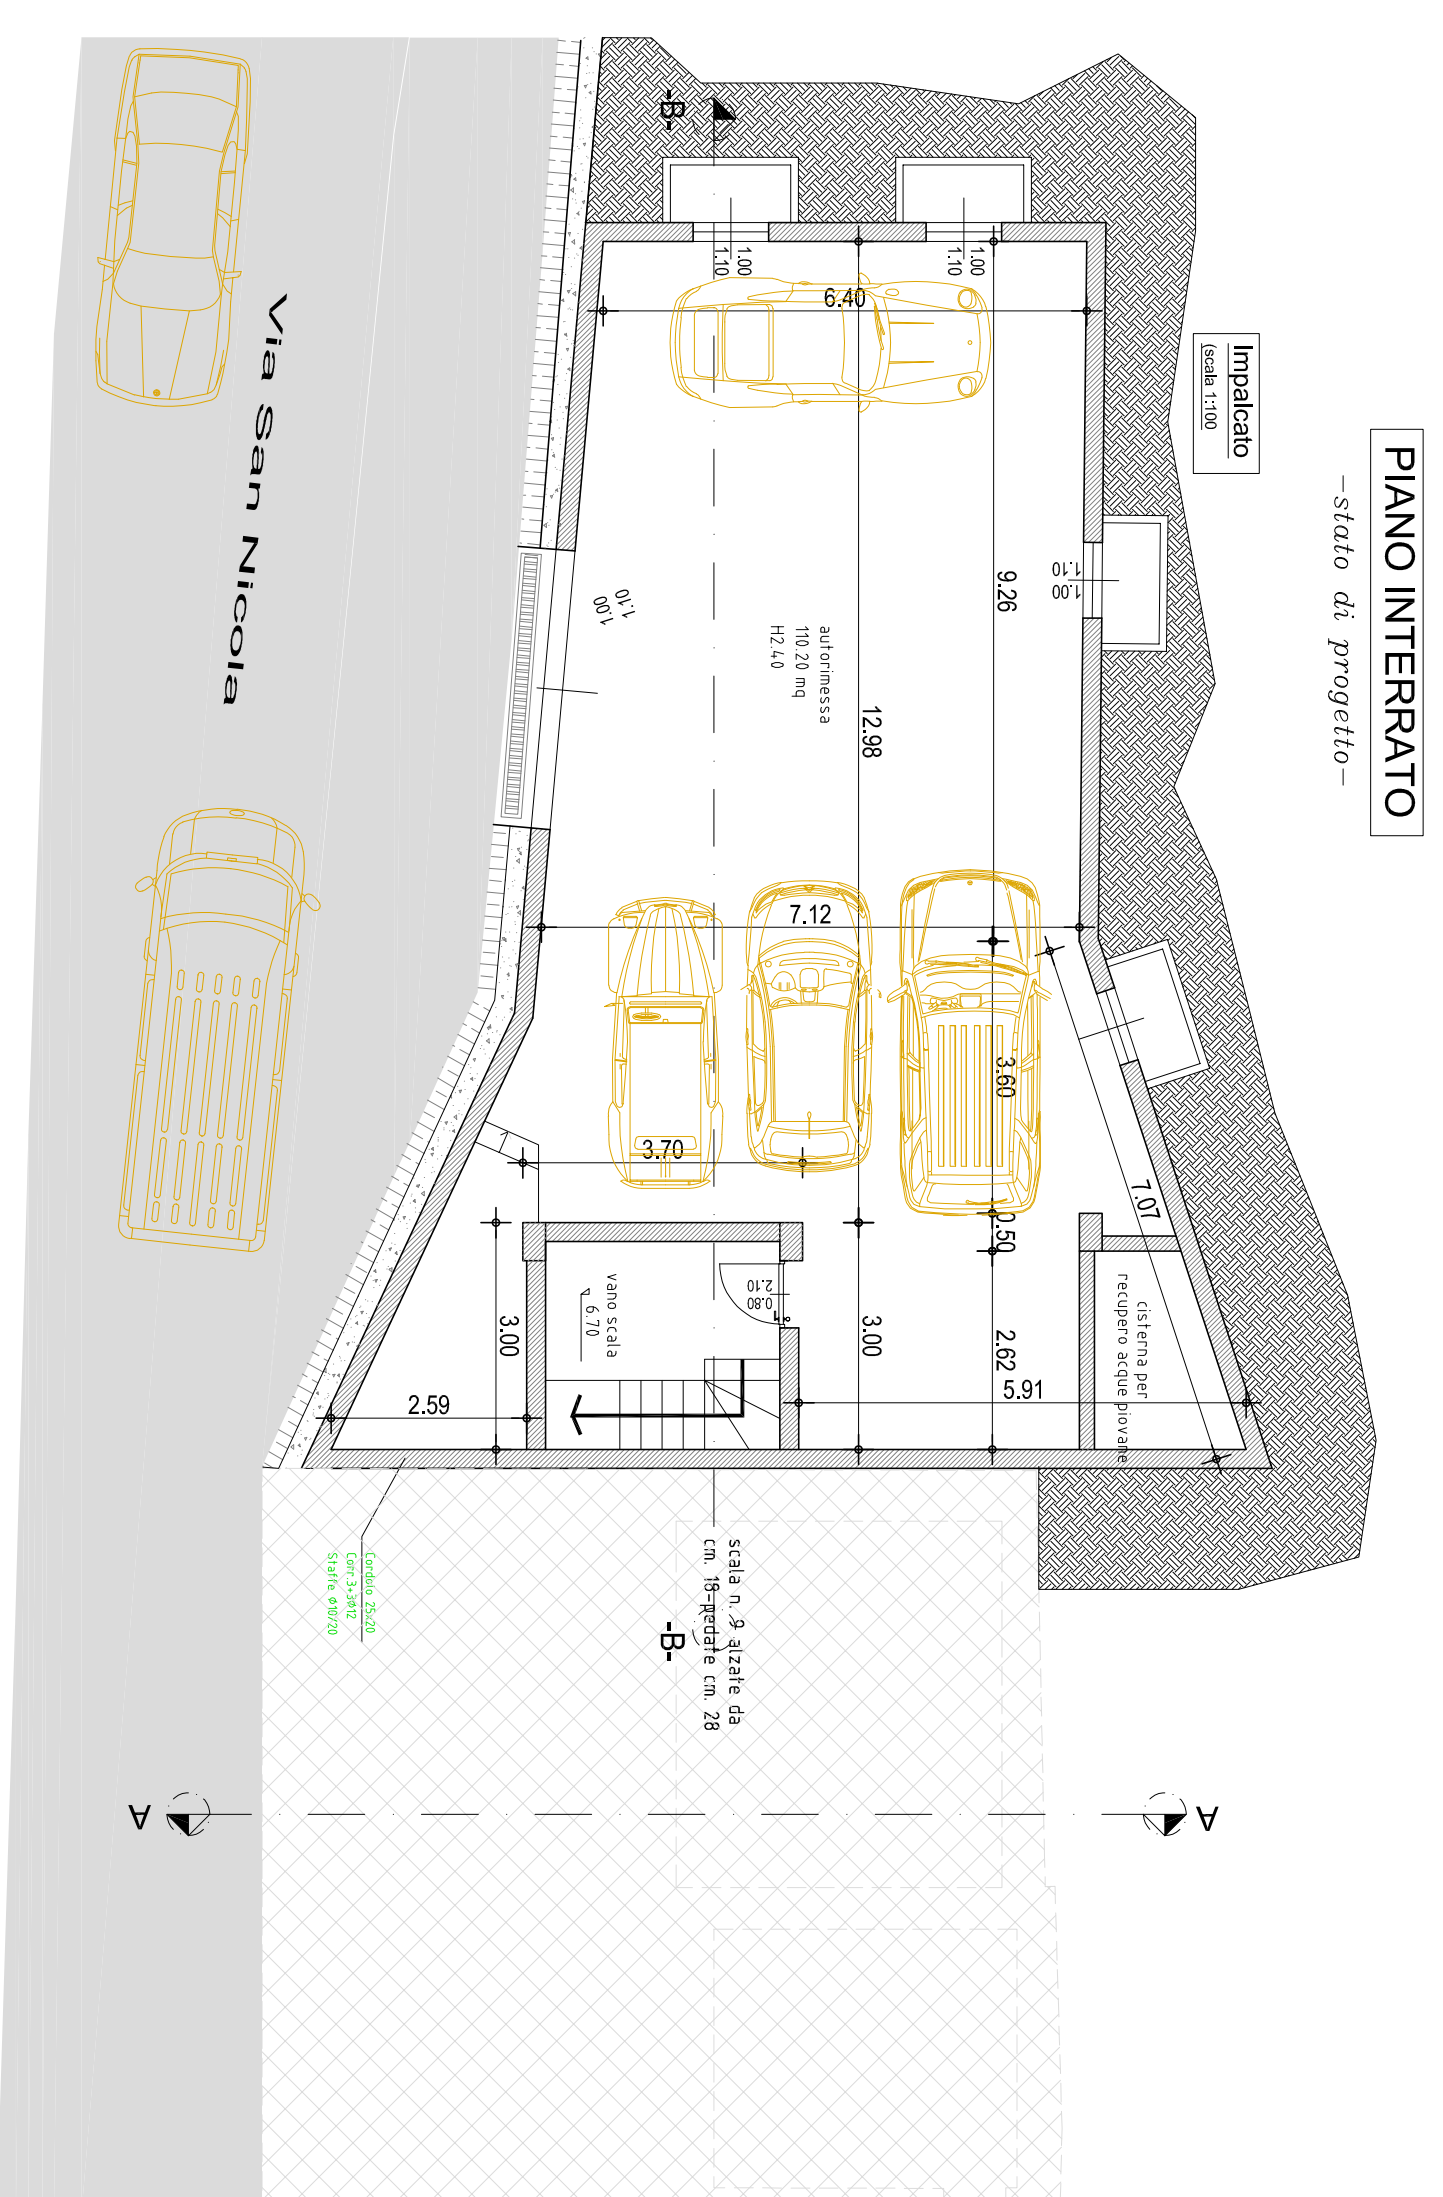 PIANO INTERRATO
-stato di progetto-
Impalcato
(scala 1:100
-B-
1.00
1.10
1.00
1.10
6.40
Via San Nicola
1.00
1.10
1.00
1.10
9.26
autorimessa
110.20 mq
H2.40
12.98
7.12
3.60
3.70
7.07
0.50
vano scala
6.70
0.80
2.10
3.00
3.00
2.62
5.91
2.59
cisterna per
recupero acque piovane
Cordolo 25x20
Corr.3+3Ø12
Staffe Ø10/20
scala n. 9 alzate da
cm. 18-pedate cm. 28
-B-
A
A